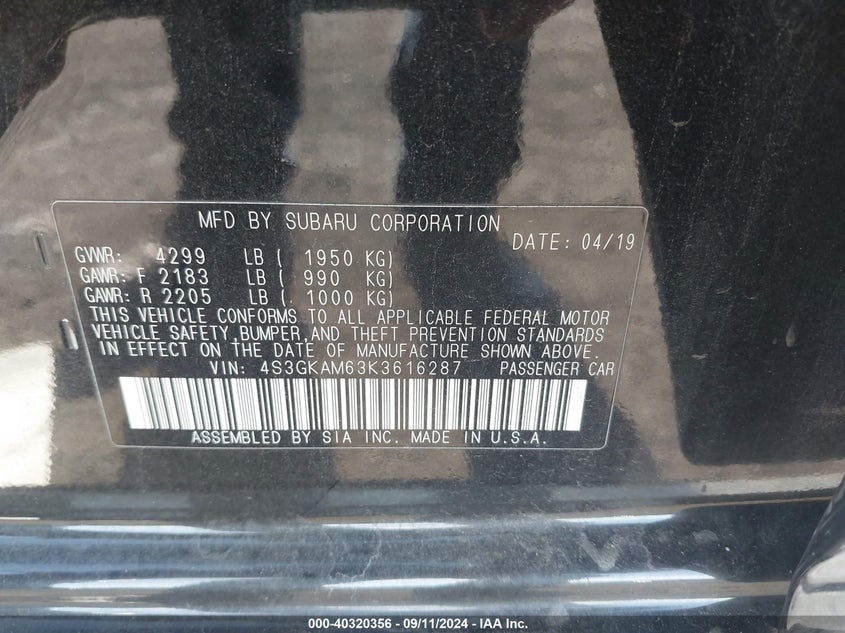 MFD BY SUBARU CORPORATION
DATE: 04/19
GVWR: 4299 LB ( 1950 KG)
GAWR: F 2183 LB ( 990 KG)
GAWR: R 2205 LB ( 1000 KG)
THIS VEHICLE CONFORMS TO ALL APPLICABLE FEDERAL MOTOR
VEHICLE SAFETY,BUMPER,AND THEFT PREVENTION STANDARDS
IN EFFECT ON THE DATE OF MANUFACTURE SHOWN ABOVE.
VIN: 4S3GKAM63K3616287 PASSENGER CAR
ASSEMBLED BY SIA INC. MADE IN U.S.A.
000-40320356 - 09/11/2024 - IAA Inc.